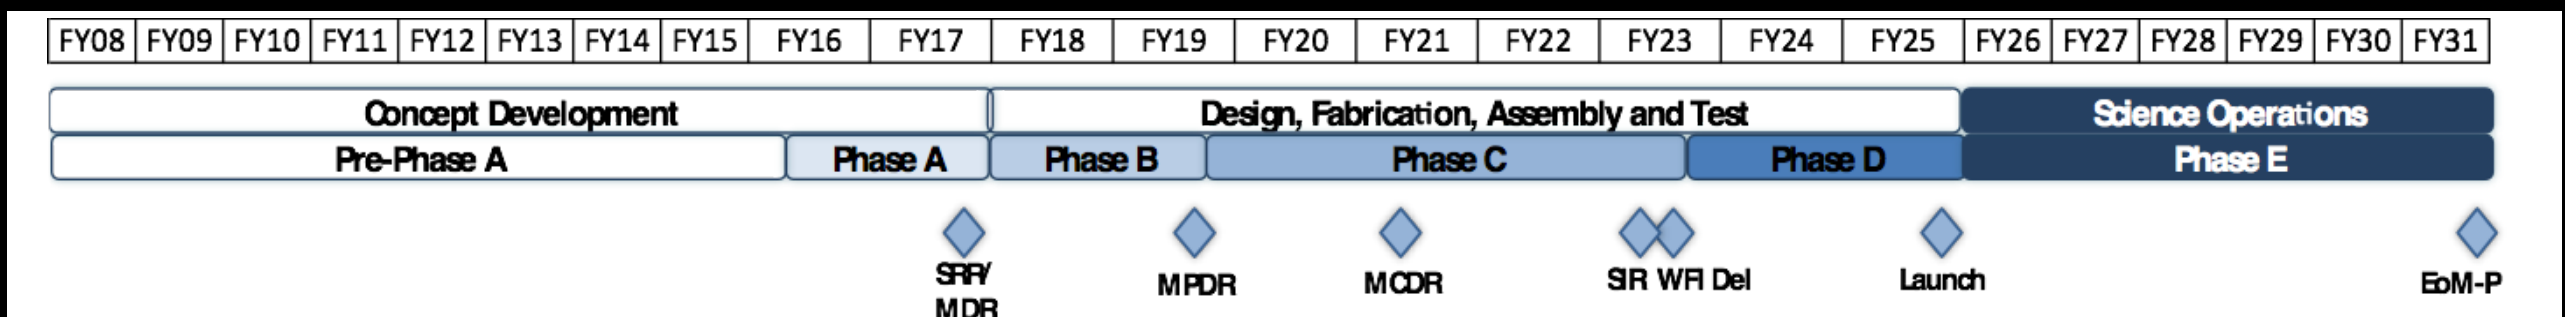 FY08 FY09 FY10 FY11 FY12 FY13 FY14 FY15 FY16 FY17 FY18 FY19 FY20 FY21 FY22 FY23 FY24 FY25 FY26 FY27 FY28 FY29 FY30 FY31
Concept Development Design, Fabrication, Assembly and Test Science Operations
Pre-Phase A Phase A Phase B Phase C Phase D Phase E
SRR/
MDR
MPDR
MCDR
SIR WFI Del
Launch
EoM-P